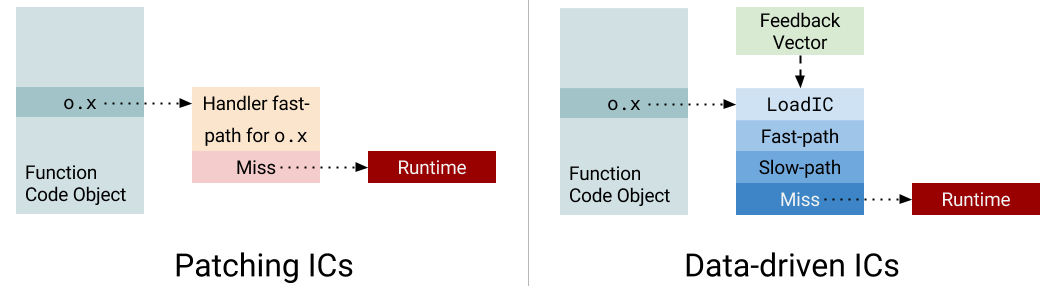 o.x
Handler fast-
path for o.x
Miss
Runtime
Function
Code Object
Patching ICs
Feedback
Vector
o.x
LoadIC
Fast-path
Slow-path
Miss
Runtime
Function
Code Object
Data-driven ICs